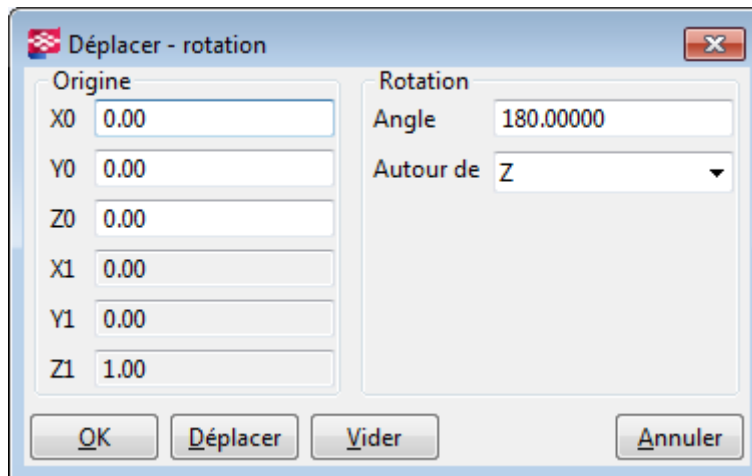 Déplacer - rotation
Origine
X0 0.00
Y0 0.00
Z0 0.00
X1 0.00
Y1 0.00
Z1 1.00
Rotation
Angle 180.00000
Autour de Z
OK Déplacer Vider Annuler